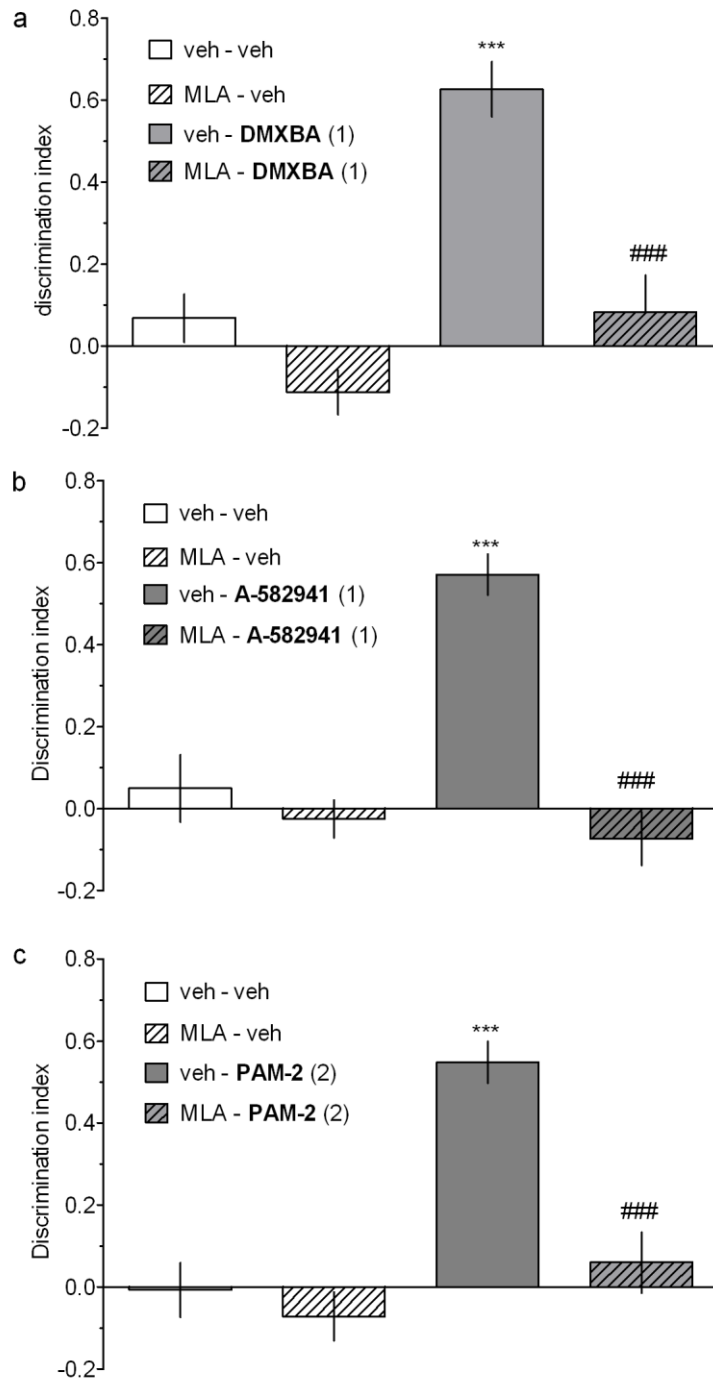 a
0.8
0.6
0.4
0.2
0.0
-0.2
discrimination index
veh - veh
MLA - veh
veh - DMXBA (1)
MLA - DMXBA (1)
***
###
b
0.8
0.6
0.4
0.2
0.0
-0.2
Discrimination index
veh - veh
MLA - veh
veh - A-582941 (1)
MLA - A-582941 (1)
***
###
c
0.8
0.6
0.4
0.2
0.0
-0.2
Discrimination index
veh - veh
MLA - veh
veh - PAM-2 (2)
MLA - PAM-2 (2)
***
###